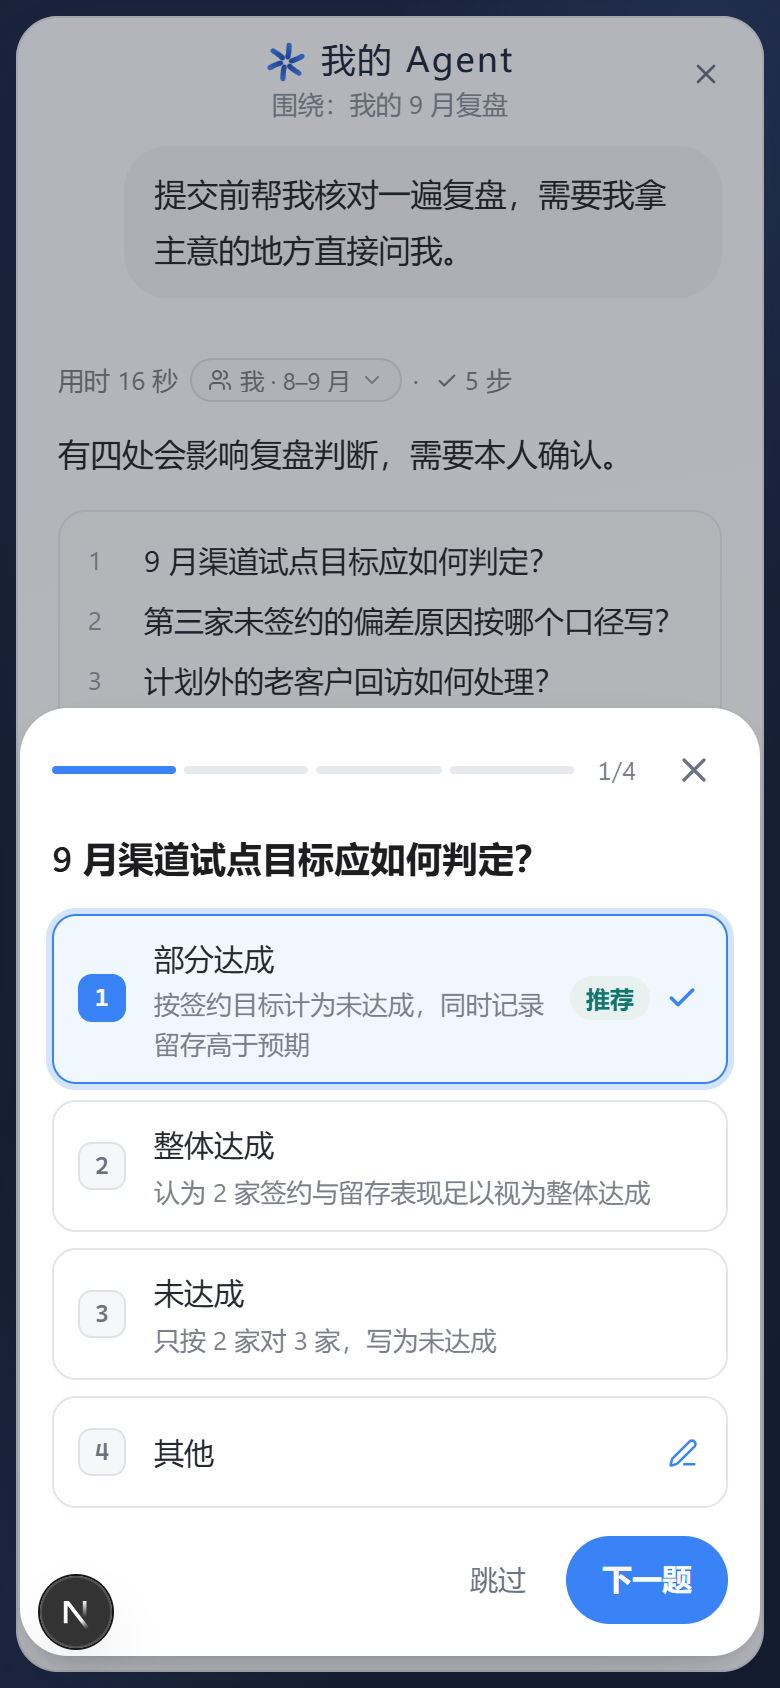 我的 Agent
围绕：我的 9 月复盘
提交前帮我核对一遍复盘，需要我拿
主意的地方直接问我。
用时 16 秒 我 · 8–9 月 · 5 步
有四处会影响复盘判断，需要本人确认。
1 9 月渠道试点目标应如何判定？
2 第三家未签约的偏差原因按哪个口径写？
3 计划外的老客户回访如何处理？
1/4
9 月渠道试点目标应如何判定？
1 部分达成
按签约目标计为未达成，同时记录
留存高于预期
推荐
2 整体达成
认为 2 家签约与留存表现足以视为整体达成
3 未达成
只按 2 家对 3 家，写为未达成
4 其他
跳过 下一题
N